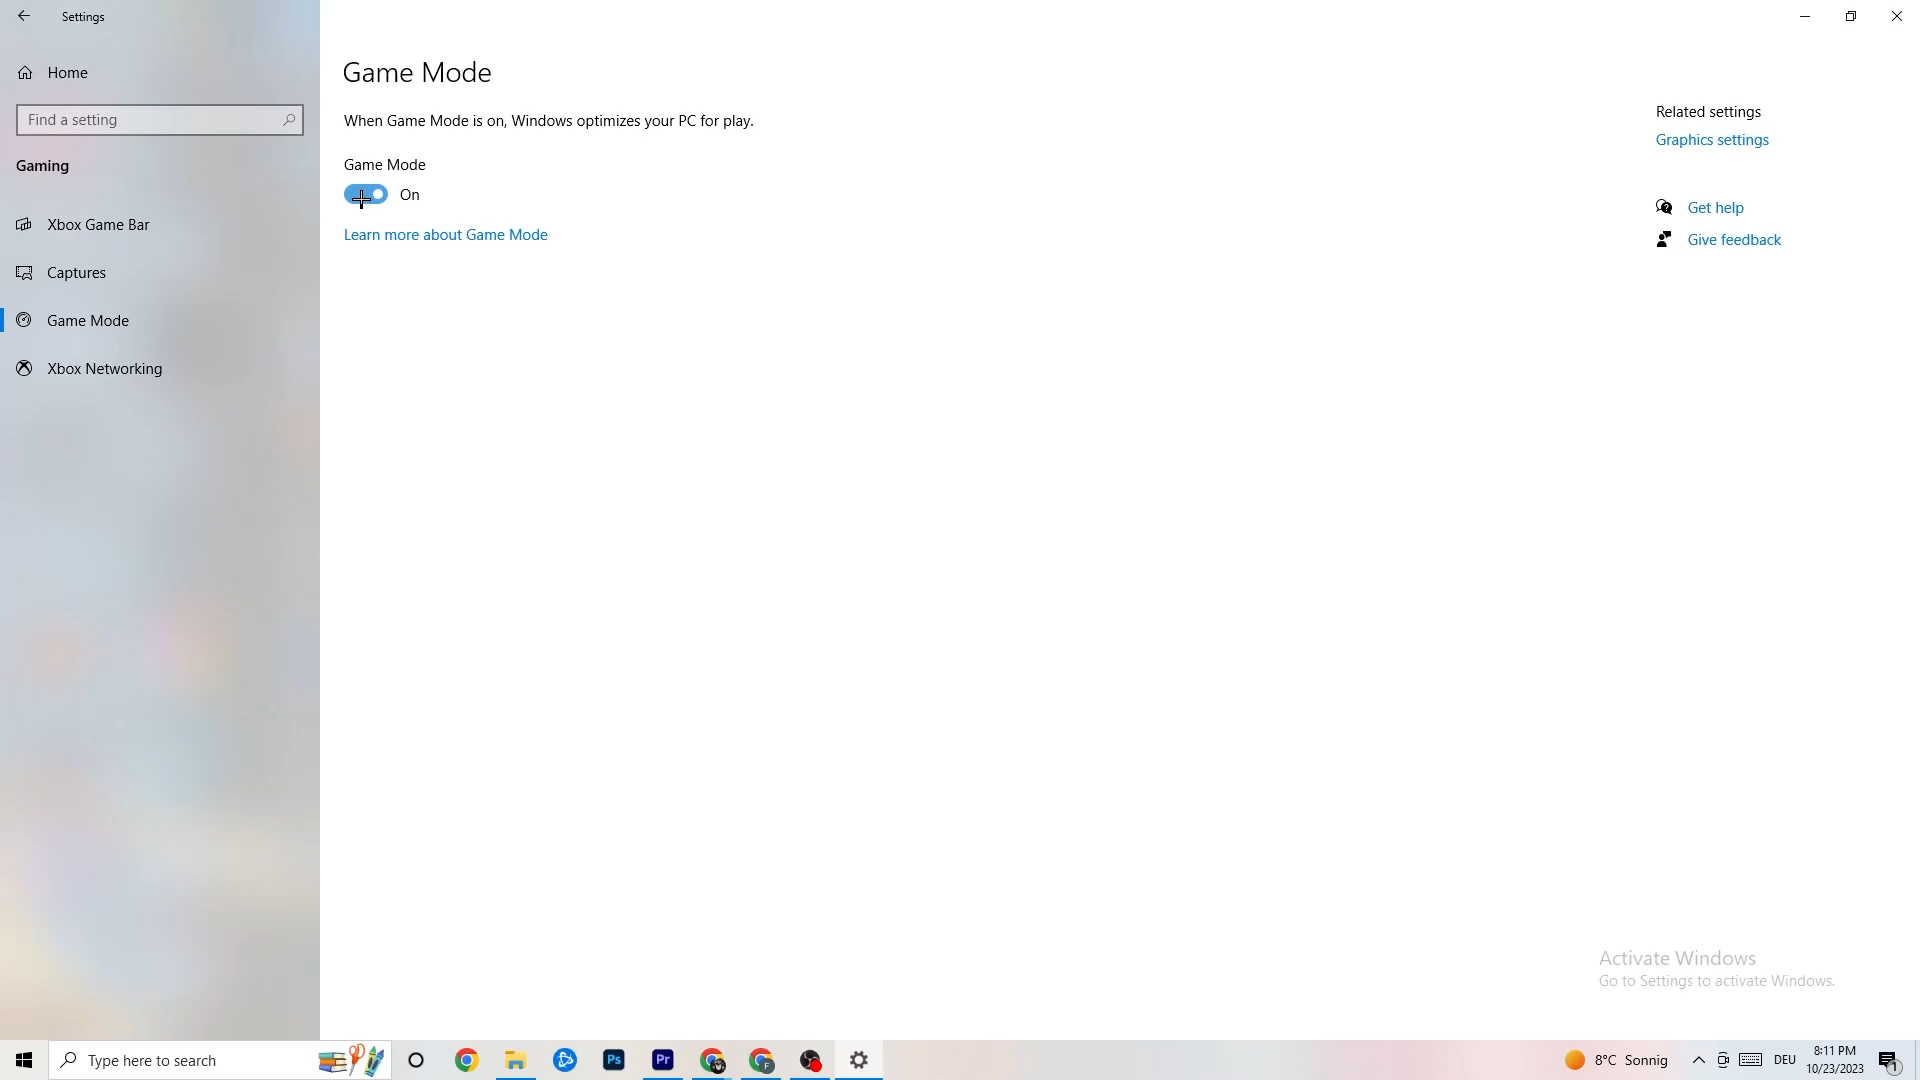 Settings
Home
Find a setting
Gaming
Xbox Game Bar
Captures
Game Mode
Xbox Networking
Game Mode
When Game Mode is on, Windows optimizes your PC for play.
Game Mode
On
Learn more about Game Mode
Related settings
Graphics settings
Get help
Give feedback
Activate Windows
Go to Settings to activate Windows.
Type here to search
Ps
Pr
F
8°C Sonnig
DEU
8:11 PM
10/23/2023
1